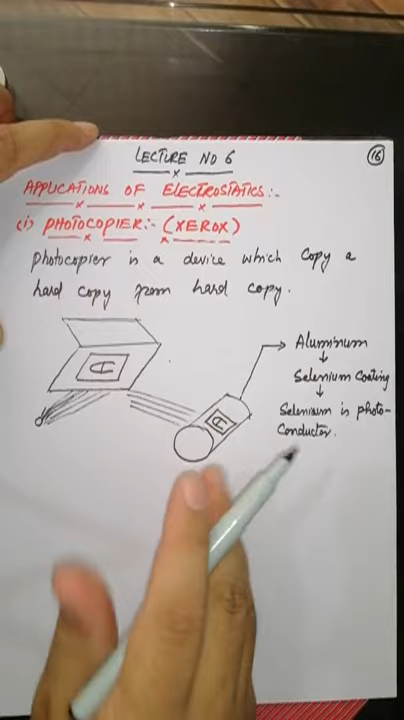 LECTURE NO 6
16
APPLICATIONS OF ELECTROSTATICS:-
(i) PHOTOCOPIER:- (XEROX)
Photocopier is a device which copy a
hard copy from hard copy.
Aluminum
Selenium Coating
Selenium is photo-
Conductor.
A
A